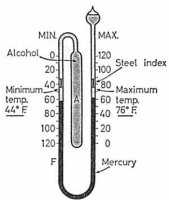 MIN. MAX.
Alcohol
0 120
20 100
Steel index
Minimum temp. 44° F.
40 80
A
Maximum temp. 76° F.
60 60
80 40
100 20
120 0
F
Mercury